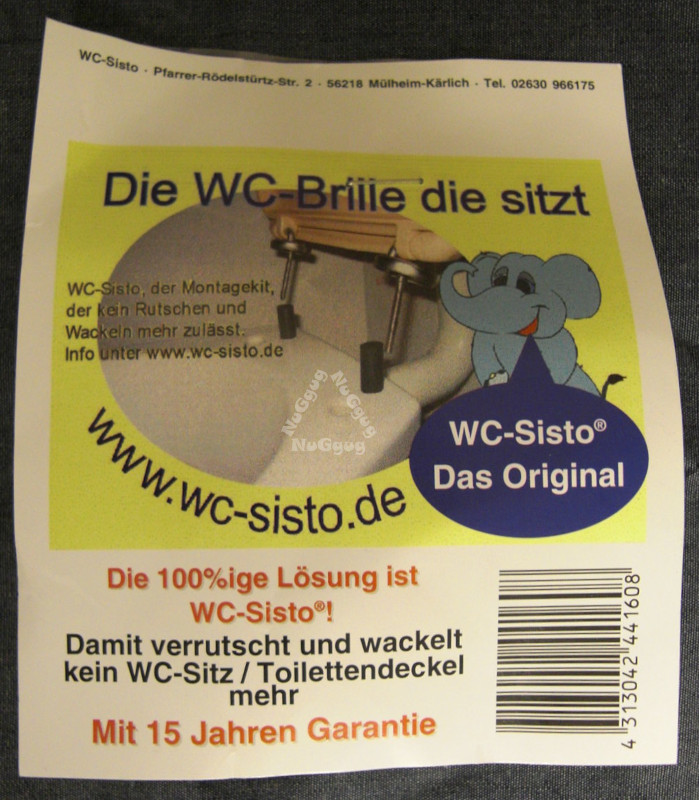 WC-Sisto · Pfarrer-Rödelstürtz-Str. 2 · 56218 Mülheim-Kärlich · Tel. 02630 966175
Die WC-Brille die sitzt
WC-Sisto, der Montagekit,
der kein Rutschen und
Wackeln mehr zulässt.
Info unter www.wc-sisto.de
NuGgug
NuGgug
NuGgug
www.wc-sisto.de
WC-Sisto®
Das Original
Die 100%ige Lösung ist
WC-Sisto®!
Damit verrutscht und wackelt
kein WC-Sitz / Toilettendeckel
mehr
Mit 15 Jahren Garantie
4 313042 441608